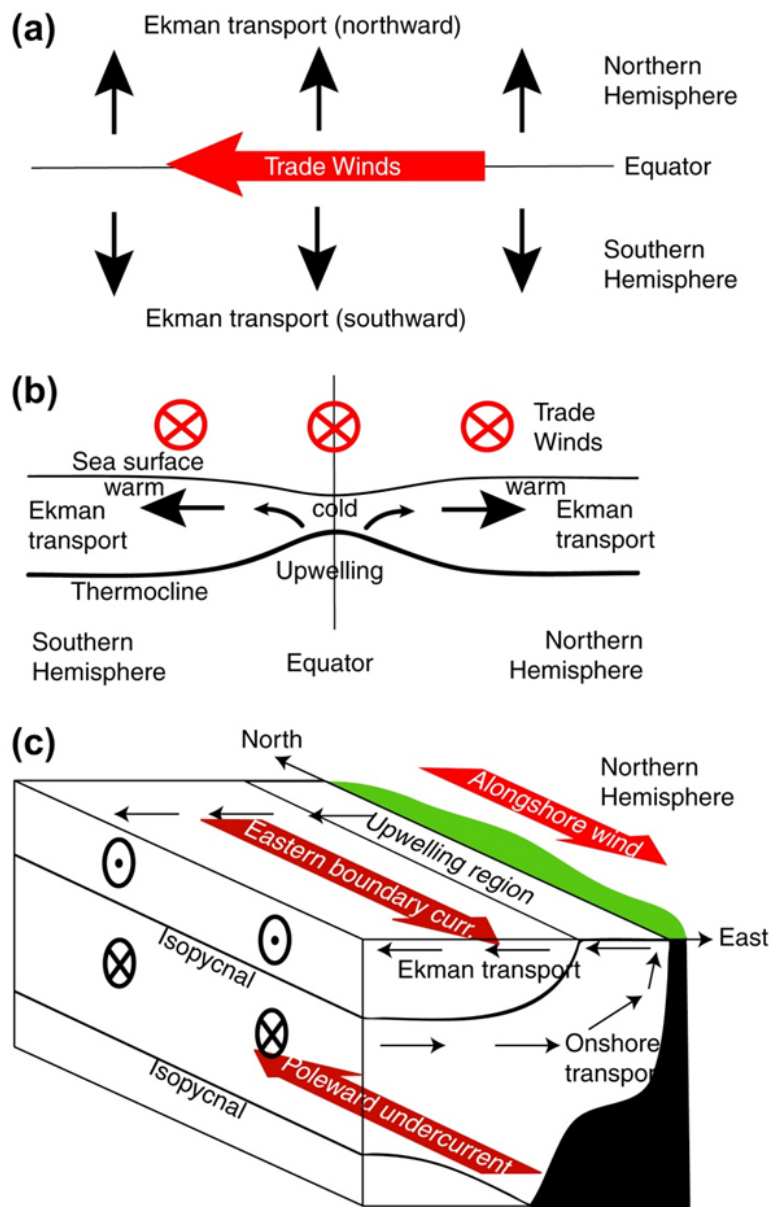 (a)
Ekman transport (northward)
Northern
Hemisphere
Trade Winds
Equator
Southern
Hemisphere
Ekman transport (southward)
(b)
Trade
Winds
Sea surface
warm
warm
cold
Ekman
transport
Ekman
transport
Upwelling
Thermocline
Southern
Hemisphere
Equator
Northern
Hemisphere
(c)
North
Alongshore wind
Northern
Hemisphere
Upwelling region
Eastern boundary curr.
East
Isopycnal
Ekman transport
Onshore
transpor
Isopycnal
Poleward undercurrent